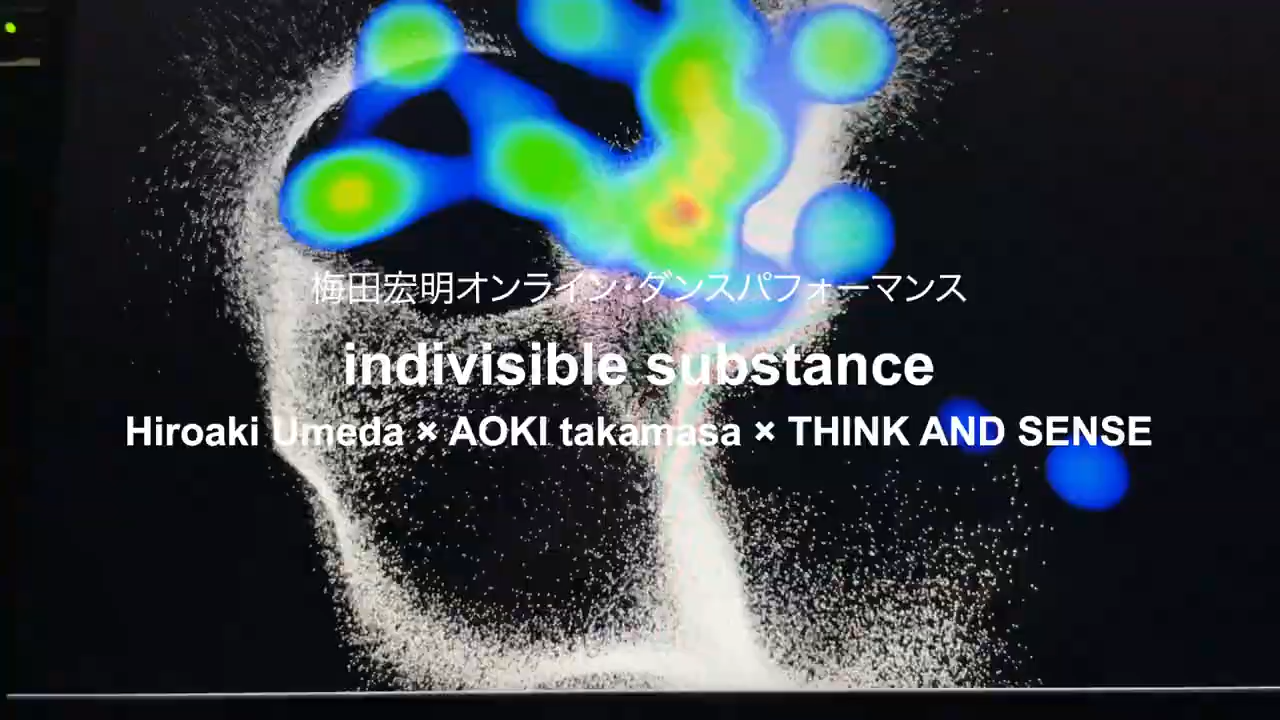 梅田宏明オンライン・ダンスパフォーマンス
indivisible substance
Hiroaki Umeda × AOKI takamasa × THINK AND SENSE